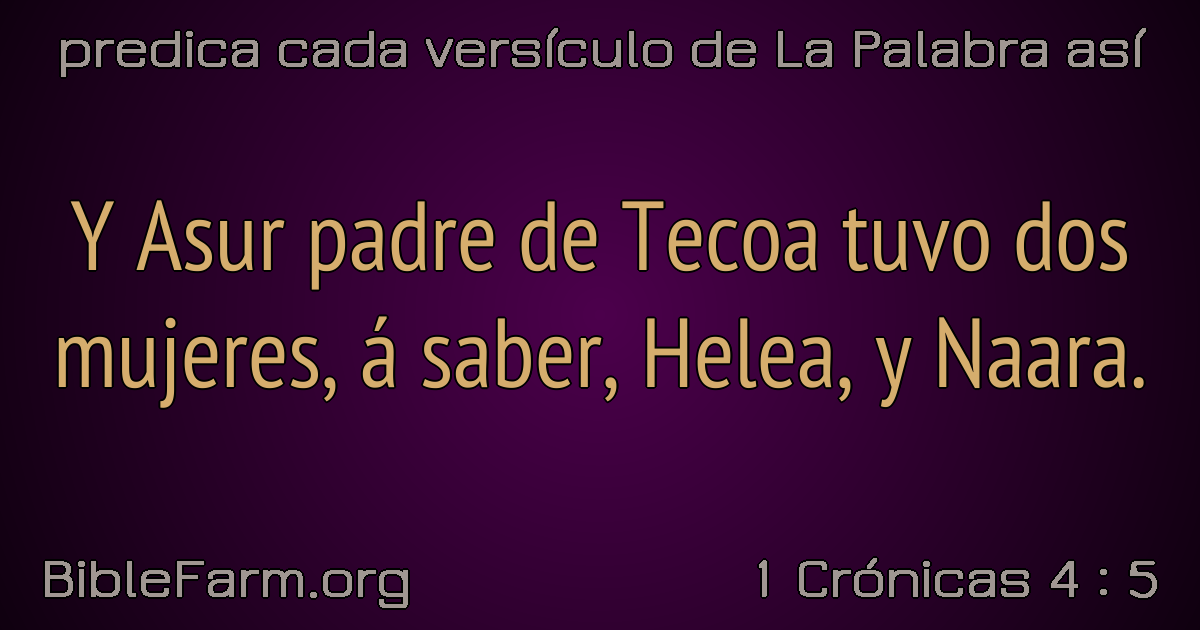 predica cada versículo de La Palabra así
Y Asur padre de Tecoa tuvo dos
mujeres, á saber, Helea, y Naara.
BibleFarm.org
1 Crónicas 4 : 5